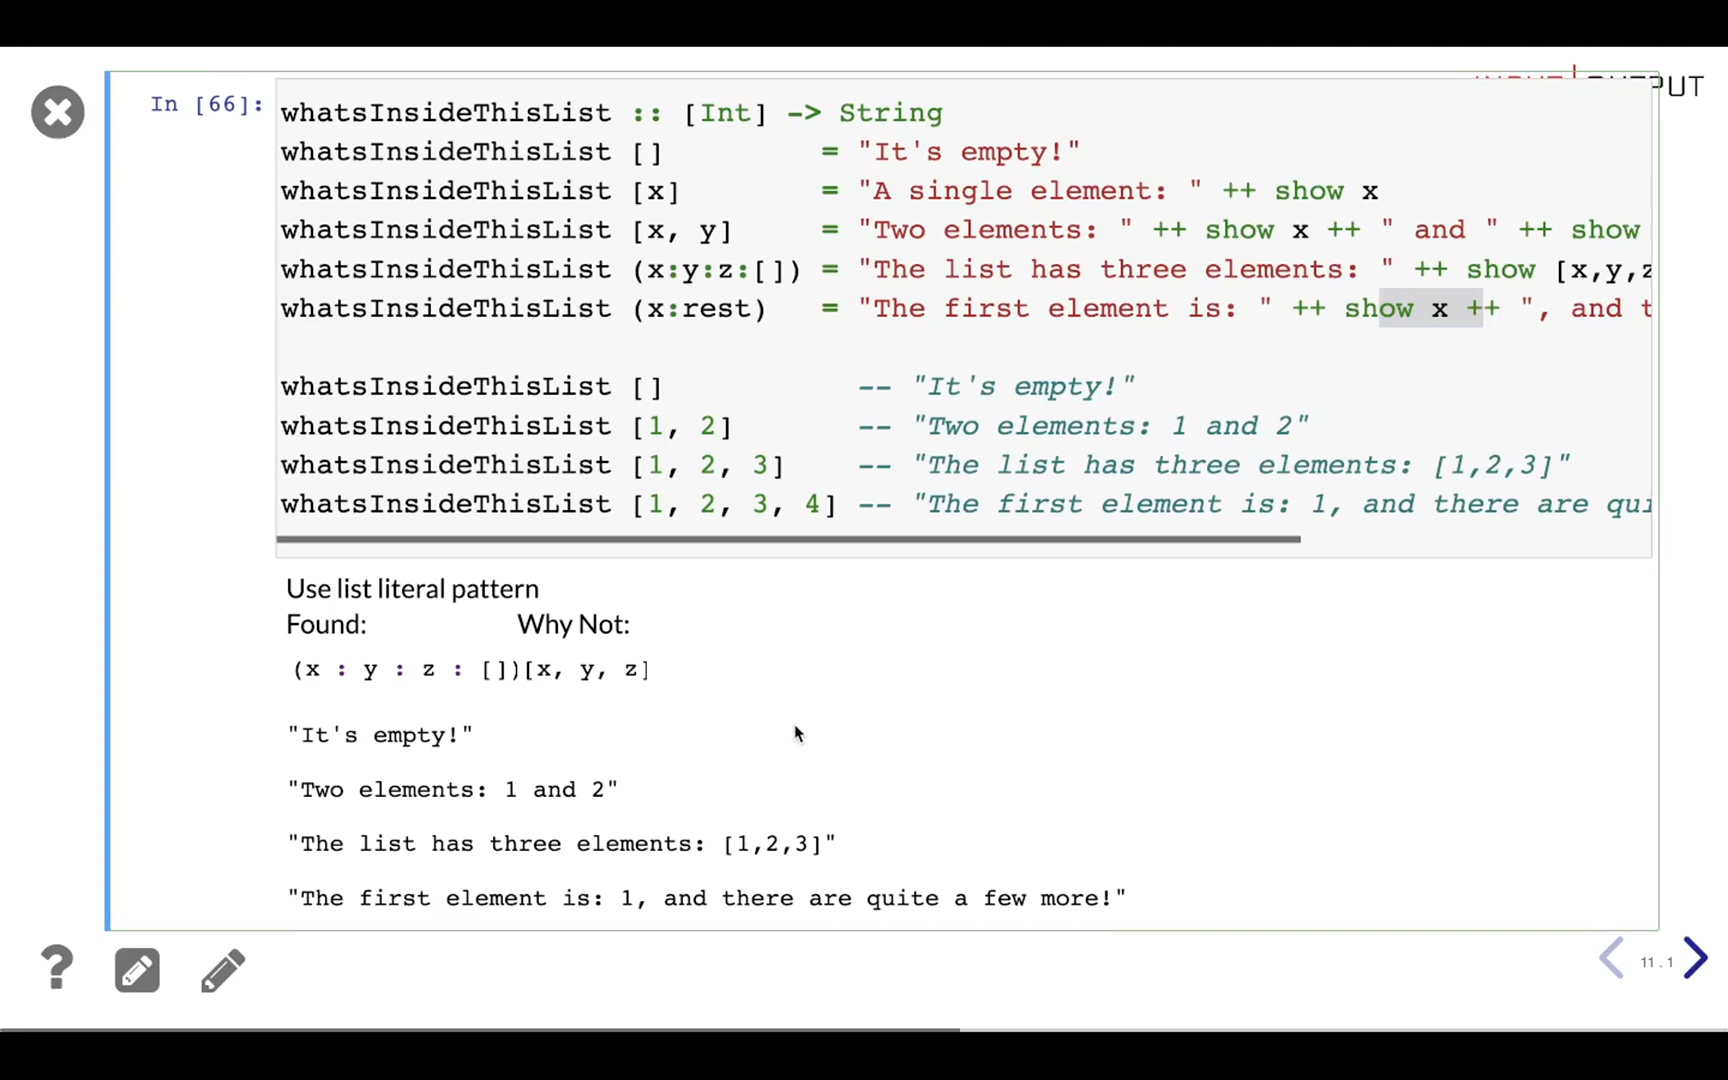 INPUT | OUTPUT
In [66]:
whatsInsideThisList :: [Int] -> String
whatsInsideThisList [] = "It's empty!"
whatsInsideThisList [x] = "A single element: " ++ show x
whatsInsideThisList [x, y] = "Two elements: " ++ show x ++ " and " ++ show
whatsInsideThisList (x:y:z:[]) = "The list has three elements: " ++ show [x,y,z
whatsInsideThisList (x:rest) = "The first element is: " ++ show x ++ ", and t
whatsInsideThisList [] -- "It's empty!"
whatsInsideThisList [1, 2] -- "Two elements: 1 and 2"
whatsInsideThisList [1, 2, 3] -- "The list has three elements: [1,2,3]"
whatsInsideThisList [1, 2, 3, 4] -- "The first element is: 1, and there are qui
Use list literal pattern
Found: Why Not:
(x : y : z : [])[x, y, z]
"It's empty!"
"Two elements: 1 and 2"
"The list has three elements: [1,2,3]"
"The first element is: 1, and there are quite a few more!"
?
11.1